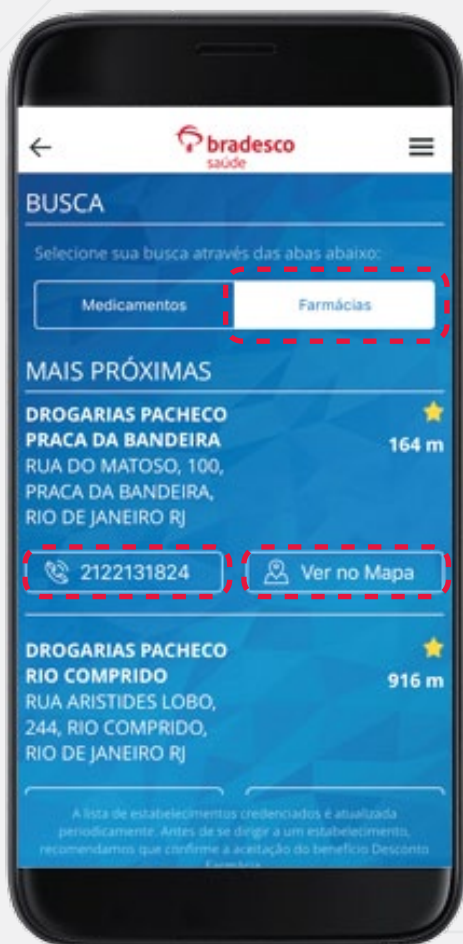 bradesco
saúde
BUSCA
Selecione sua busca através das abas abaixo:
Medicamentos
Farmácias
MAIS PRÓXIMAS
DROGARIAS PACHECO
PRACA DA BANDEIRA
164 m
RUA DO MATOSO, 100,
PRACA DA BANDEIRA,
RIO DE JANEIRO RJ
2122131824
Ver no Mapa
DROGARIAS PACHECO
RIO COMPRIDO
916 m
RUA ARISTIDES LOBO,
244, RIO COMPRIDO,
RIO DE JANEIRO RJ
A lista de estabelecimentos credenciados é atualizada
periodicamente. Antes de se dirigir a um estabelecimento,
recomendamos que confirme a aceitação do benefício Desconto
Farmácia